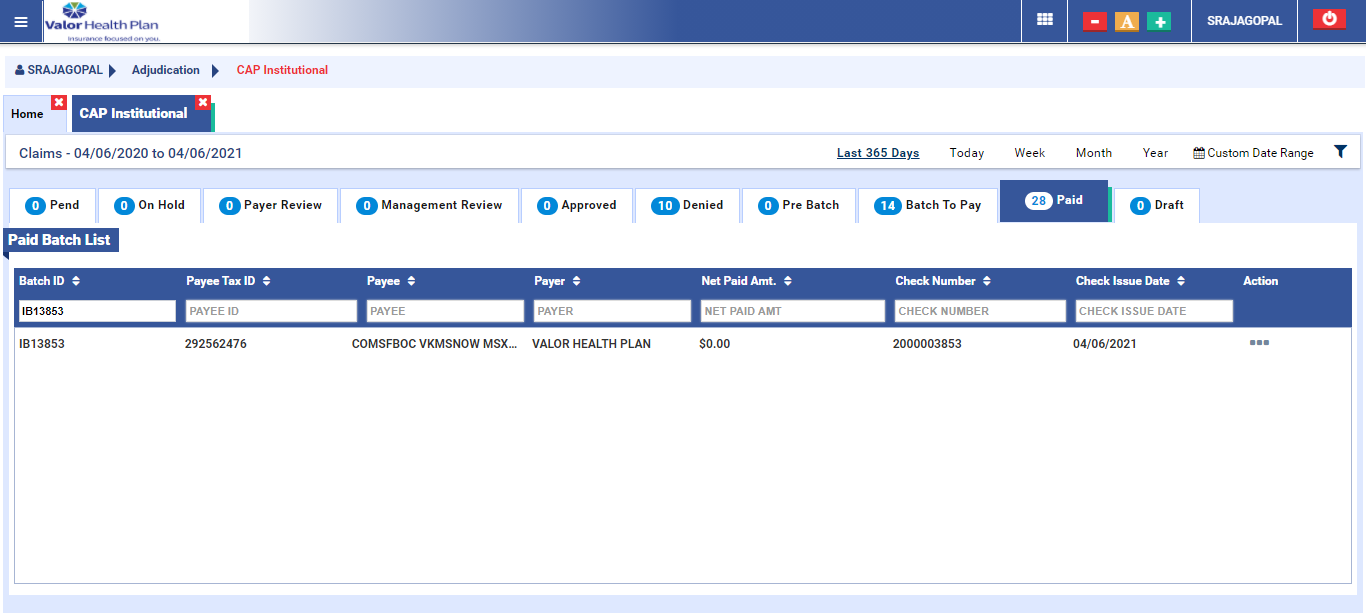 Valor Health Plan
Insurance focused on you.
A
SRAJAGOPAL
SRAJAGOPAL Adjudication CAP Institutional
Home CAP Institutional
Claims - 04/06/2020 to 04/06/2021 Last 365 Days Today Week Month Year Custom Date Range
0 Pend 0 On Hold 0 Payer Review 0 Management Review 0 Approved 10 Denied 0 Pre Batch 14 Batch To Pay 28 Paid 0 Draft
Paid Batch List
Batch ID Payee Tax ID Payee Payer Net Paid Amt. Check Number Check Issue Date Action
IB13853 PAYEE ID PAYEE PAYER NET PAID AMT CHECK NUMBER CHECK ISSUE DATE
IB13853 292562476 COMSFBOC VKMSNOW MSX... VALOR HEALTH PLAN $0.00 2000003853 04/06/2021